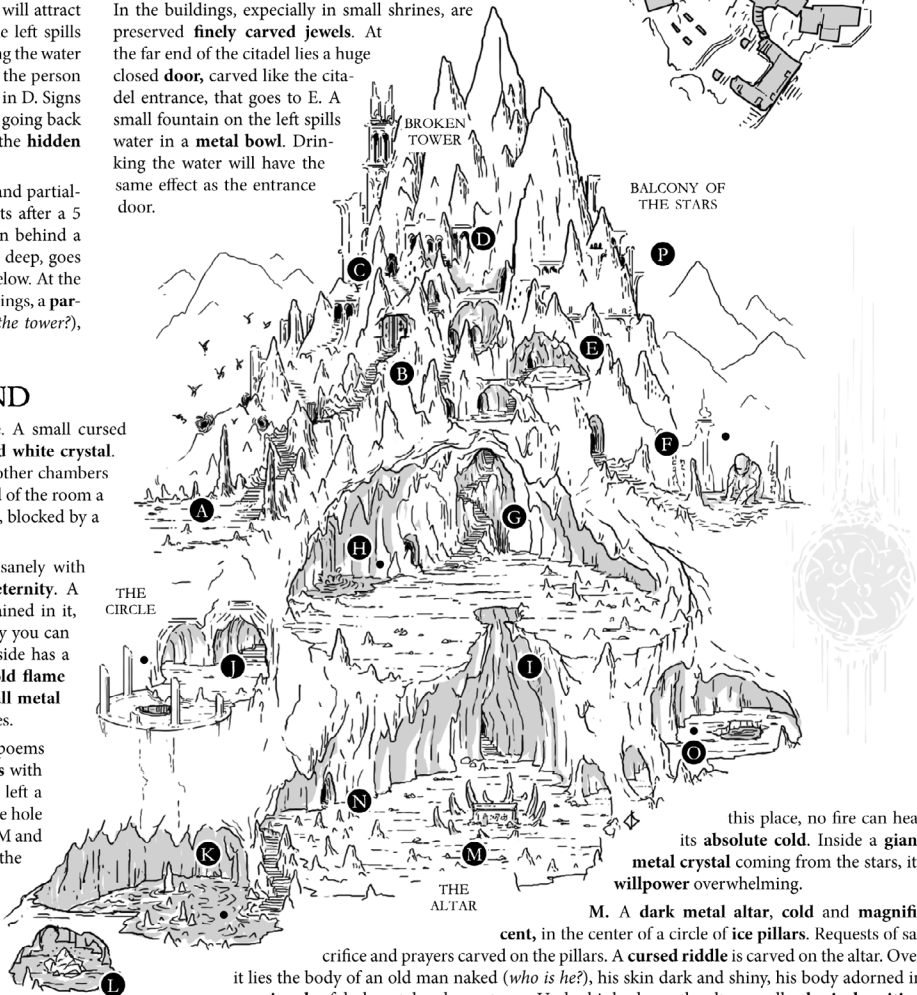 will attract
e left spills
ng the water
the person
in D. Signs
going back
the hidden
and partial-
ts after a 5
n behind a
deep, goes
elow. At the
ings, a par-
the tower?),
In the buildings, expecially in small shrines, are
preserved finely carved jewels. At
the far end of the citadel lies a huge
closed door, carved like the cita-
del entrance, that goes to E. A
small fountain on the left spills
water in a metal bowl. Drin-
king the water will have the
same effect as the entrance
door.
BROKEN
TOWER
BALCONY OF
THE STARS
D
C
P
E
B
F
A
G
H
ND
e. A small cursed
d white crystal.
other chambers
l of the room a
, blocked by a
sanely with
eternity. A
ained in it,
y you can
side has a
old flame
all metal
es.
poems
s with
left a
e hole
M and
the
THE
CIRCLE
J
I
O
N
K
M
L
THE
ALTAR
this place, no fire can hea
its absolute cold. Inside a gian
metal crystal coming from the stars, it
willpower overwhelming.
M. A dark metal altar, cold and magnifi
cent, in the center of a circle of ice pillars. Requests of sa
crifice and prayers carved on the pillars. A cursed riddle is carved on the altar. Ove
it lies the body of an old man naked (who is he?), his skin dark and shiny, his body adorned in